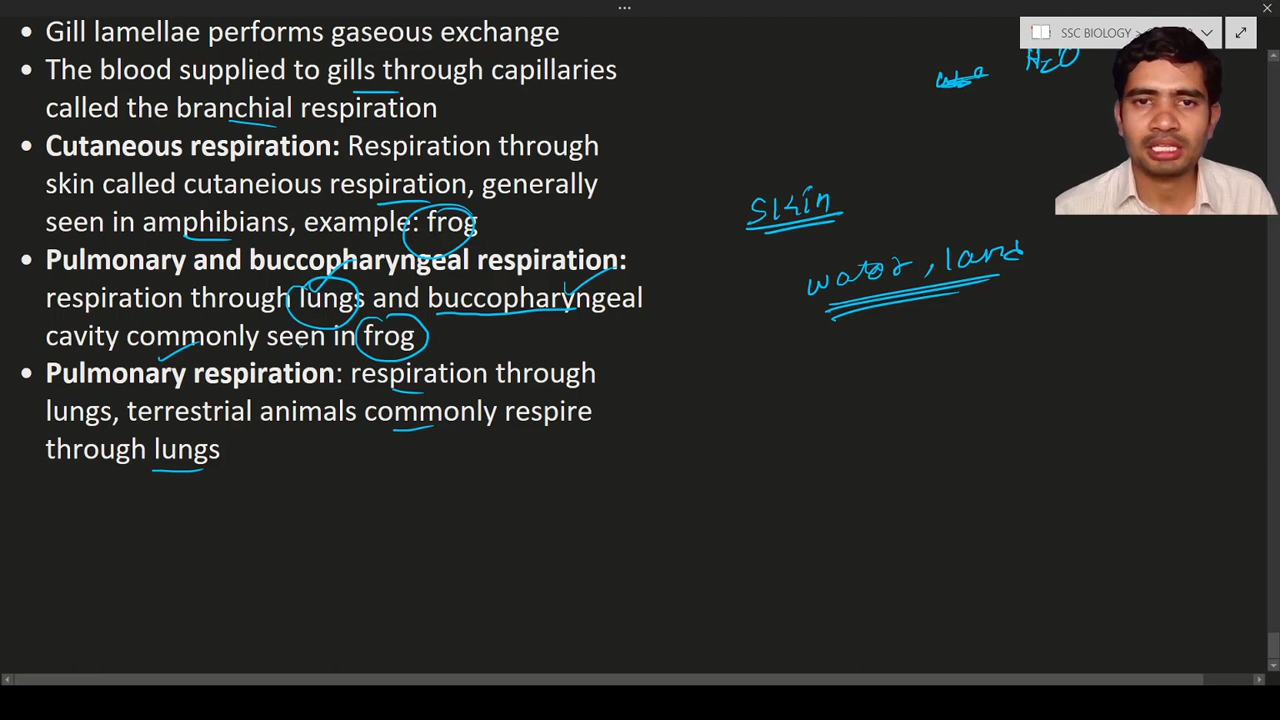 Gill lamellae performs gaseous exchange
SSC BIOLOGY >
The blood supplied to gills through capillaries
H2O
called the branchial respiration
Cutaneous respiration: Respiration through
skin called cutaneious respiration, generally
skin
seen in amphibians, example: frog
water, land
Pulmonary and buccopharyngeal respiration:
respiration through lungs and buccopharyngeal
cavity commonly seen in frog
Pulmonary respiration: respiration through
lungs, terrestrial animals commonly respire
through lungs